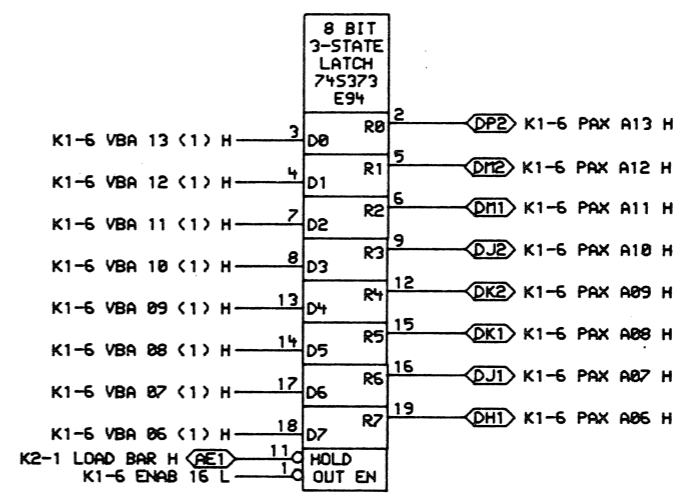 8 BIT
3-STATE
LATCH
74S373
E94
K1-6 VBA 13 (1) H 3 D0 R0 2 DP2 K1-6 PAX A13 H
K1-6 VBA 12 (1) H 4 D1 R1 5 DM2 K1-6 PAX A12 H
K1-6 VBA 11 (1) H 7 D2 R2 6 DM1 K1-6 PAX A11 H
K1-6 VBA 10 (1) H 8 D3 R3 9 DJ2 K1-6 PAX A10 H
K1-6 VBA 09 (1) H 13 D4 R4 12 DK2 K1-6 PAX A09 H
K1-6 VBA 08 (1) H 14 D5 R5 15 DK1 K1-6 PAX A08 H
K1-6 VBA 07 (1) H 17 D6 R6 16 DJ1 K1-6 PAX A07 H
K1-6 VBA 06 (1) H 18 D7 R7 19 DH1 K1-6 PAX A06 H
K2-1 LOAD BAR H AE1 11 HOLD
K1-6 ENAB 16 L 1 OUT EN